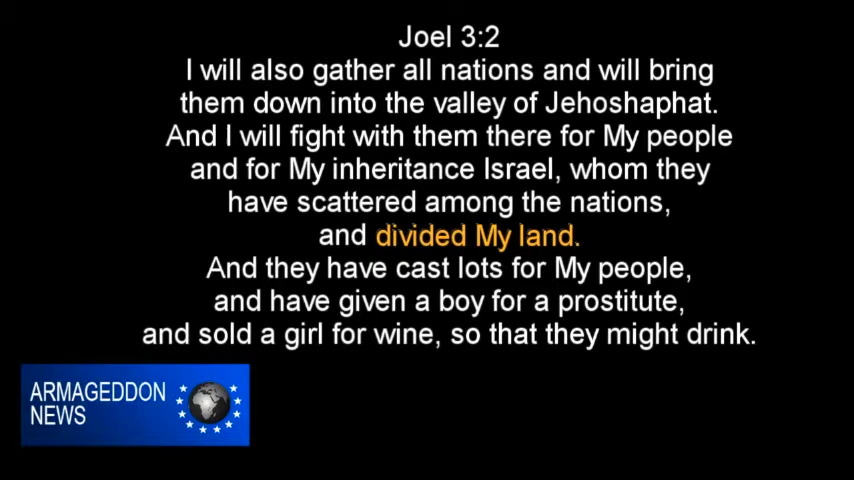 Joel 3:2
I will also gather all nations and will bring
them down into the valley of Jehoshaphat.
And I will fight with them there for My people
and for My inheritance Israel, whom they
have scattered among the nations,
and divided My land.
And they have cast lots for My people,
and have given a boy for a prostitute,
and sold a girl for wine, so that they might drink.
ARMAGEDDON
NEWS